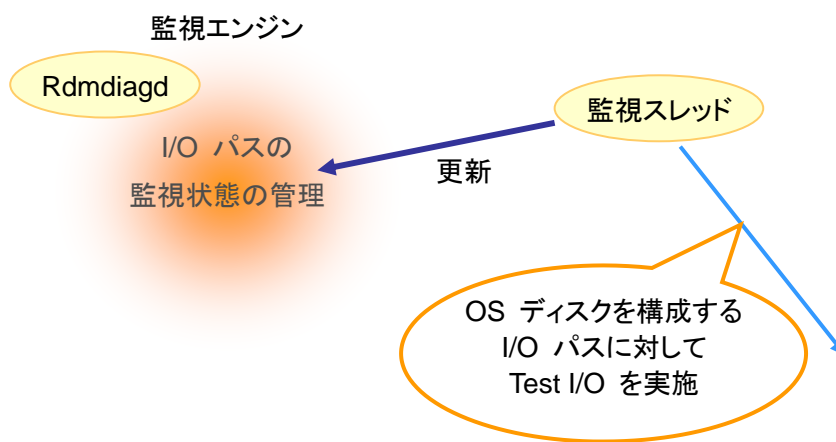 監視エンジン
Rdmdiagd
I/O パスの
監視状態の管理
監視スレッド
更新
OS ディスクを構成する
I/O パスに対して
Test I/O を実施